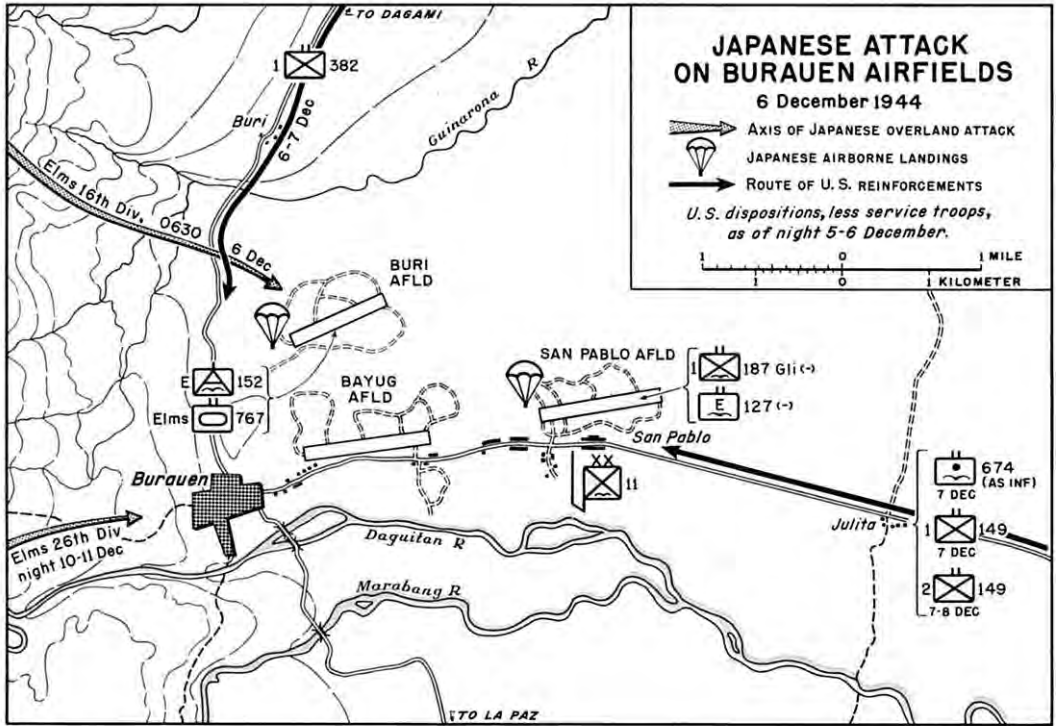 JAPANESE ATTACK
ON BURAUEN AIRFIELDS
6 December 1944
AXIS OF JAPANESE OVERLAND ATTACK
JAPANESE AIRBORNE LANDINGS
ROUTE OF U.S. REINFORCEMENTS
U.S. dispositions, less service troops,
as of night 5-6 December.
1 0 1 MILE
1 0 1 KILOMETER
TO DAGAMI
1 382
Buri
6-7 Dec
Guinarona R
Elms 16th Div, 0630 6 Dec
BURI
AFLD
E 152
Elms 767
BAYUG
AFLD
SAN PABLO AFLD
1 187 Gli (-)
E 127 (-)
San Pablo
XX
11
Burauen
Elms 26th Div
night 10-11 Dec
Daguitan R
Marabang R
Julita
674
(AS INF)
7 DEC
1 149
7 DEC
2 149
7-8 DEC
TO LA PAZ